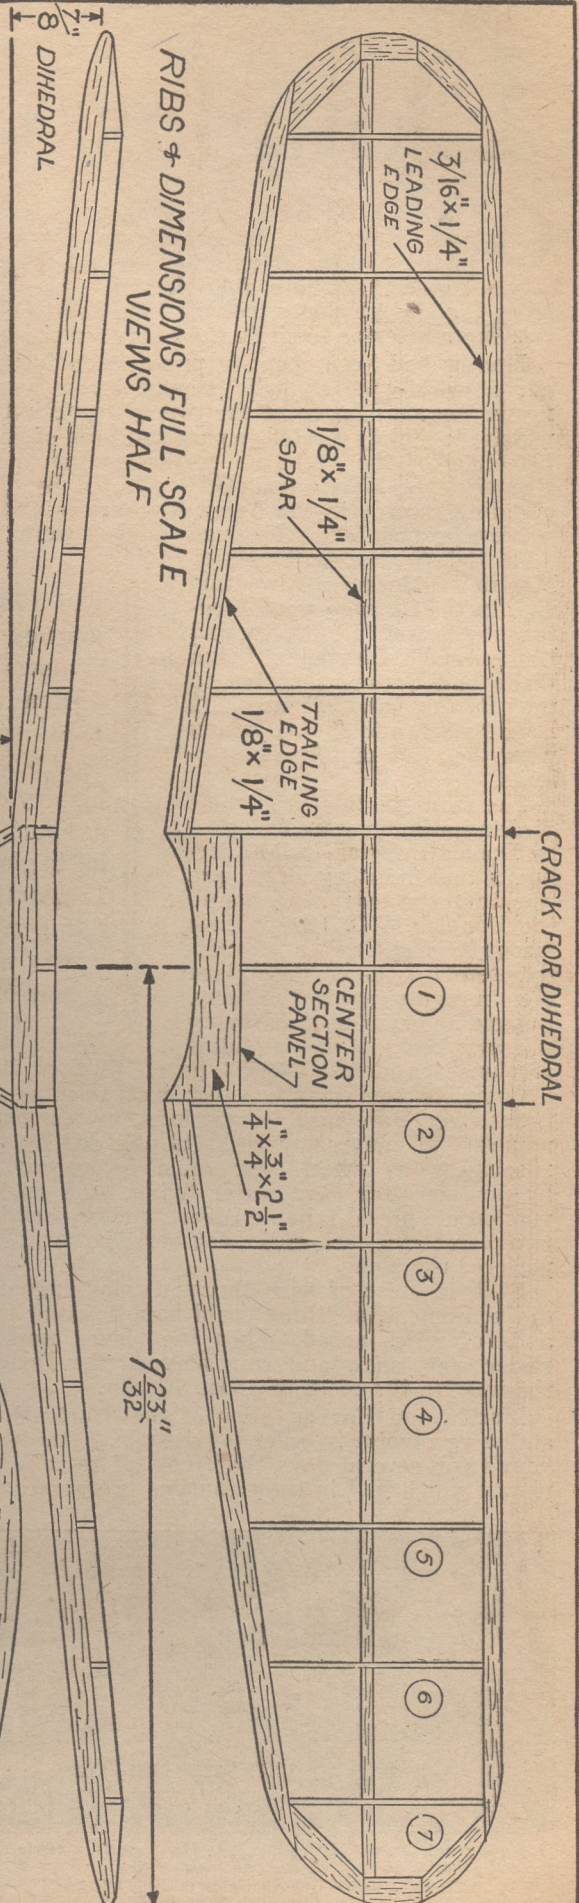 CRACK FOR DIHEDRAL
3/16"x 1/4"
LEADING
EDGE
1/8"x 1/4"
SPAR
TRAILING
EDGE
1/8"x 1/4"
CENTER
SECTION
PANEL
1/4"x3/4"x2 1/2"
1
2
3
4
5
6
7
RIBS & DIMENSIONS FULL SCALE
VIEWS HALF
9 23/32"
7/8"
DIHEDRAL